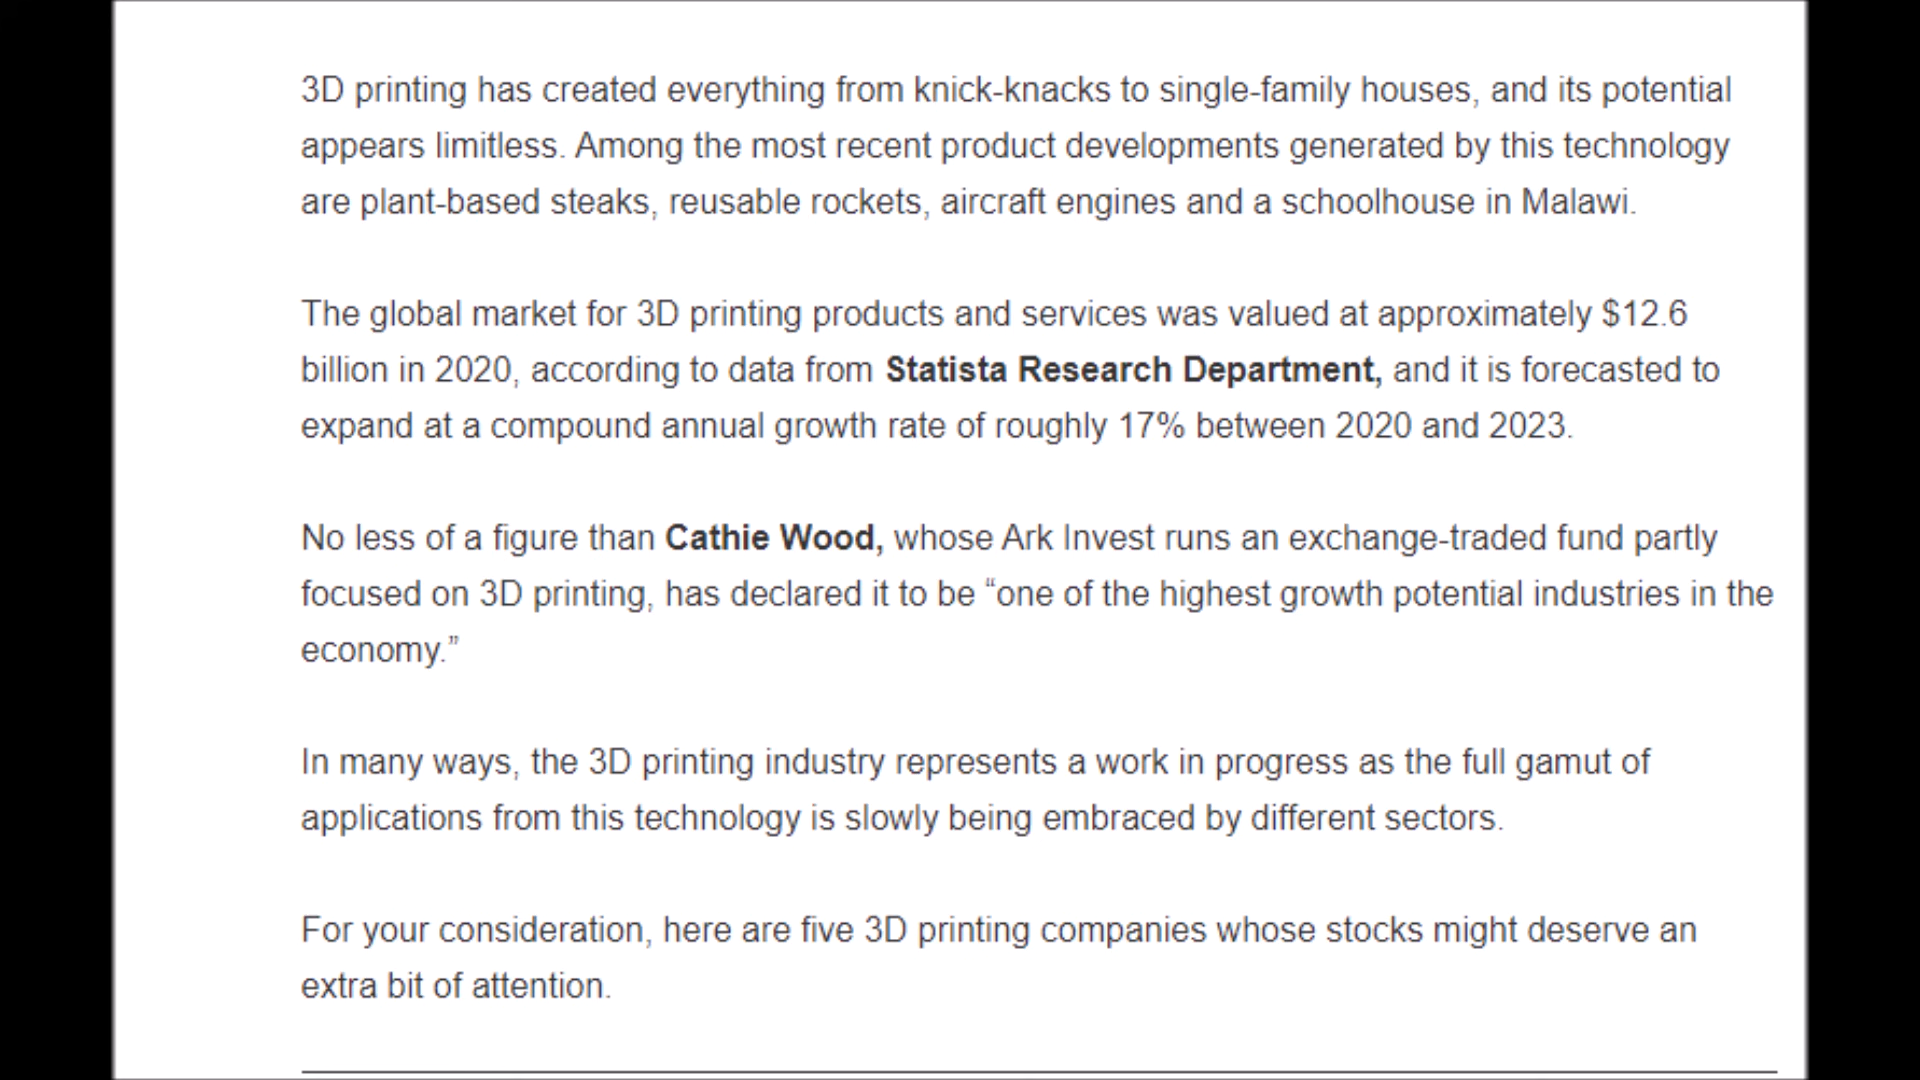 3D printing has created everything from knick-knacks to single-family houses, and its potential
appears limitless. Among the most recent product developments generated by this technology
are plant-based steaks, reusable rockets, aircraft engines and a schoolhouse in Malawi.
The global market for 3D printing products and services was valued at approximately $12.6
billion in 2020, according to data from Statista Research Department, and it is forecasted to
expand at a compound annual growth rate of roughly 17% between 2020 and 2023.
No less of a figure than Cathie Wood, whose Ark Invest runs an exchange-traded fund partly
focused on 3D printing, has declared it to be “one of the highest growth potential industries in the
economy.”
In many ways, the 3D printing industry represents a work in progress as the full gamut of
applications from this technology is slowly being embraced by different sectors.
For your consideration, here are five 3D printing companies whose stocks might deserve an
extra bit of attention.